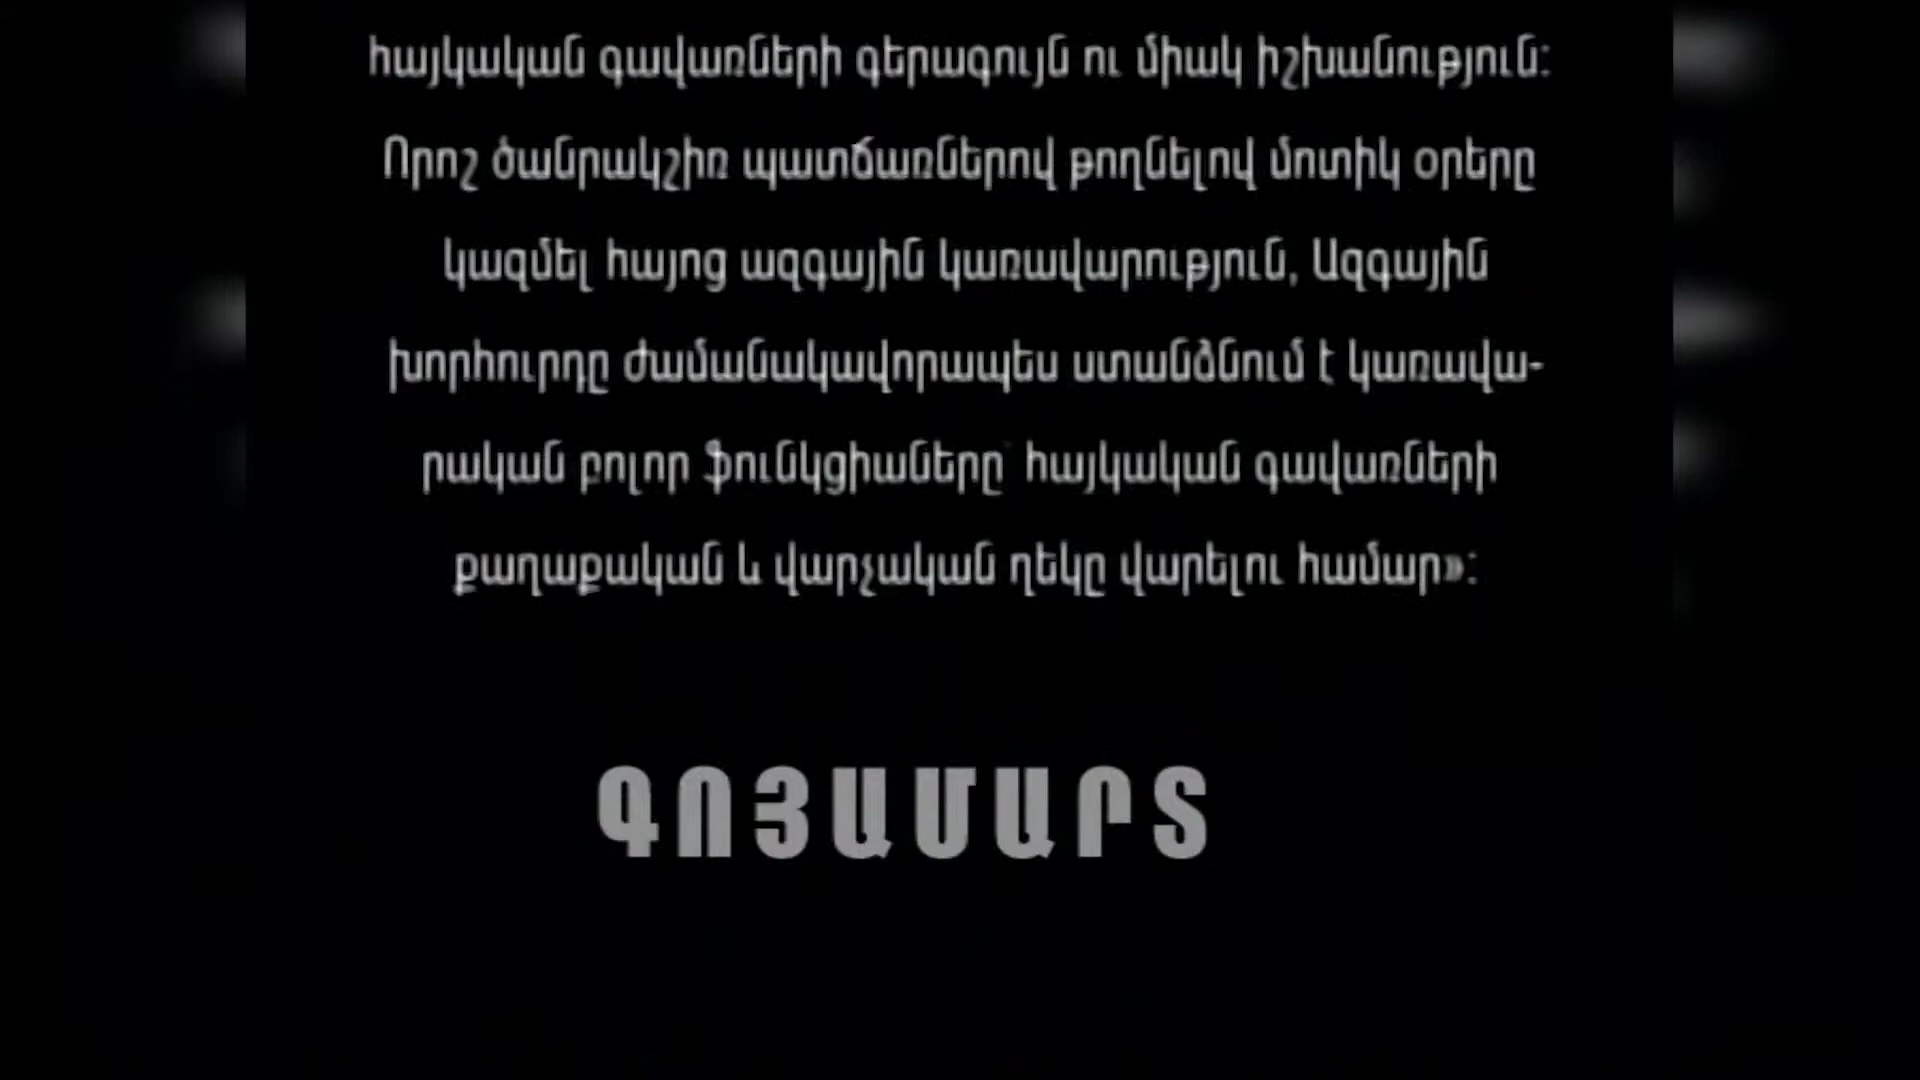 հայկական գավառների գերագույն ու միակ իշխանություն:
Որոշ ծանրակշիռ պատճառներով թողնելով մոտիկ օրերը
կազմել հայոց ազգային կառավարություն, Ազգային
խորհուրդը ժամանակավորապես ստանձնում է կառավա-
րական բոլոր ֆունկցիաները՝ հայկական գավառների
քաղաքական և վարչական ղեկը վարելու համար»:
ԳՈՅԱՄԱՐՏ